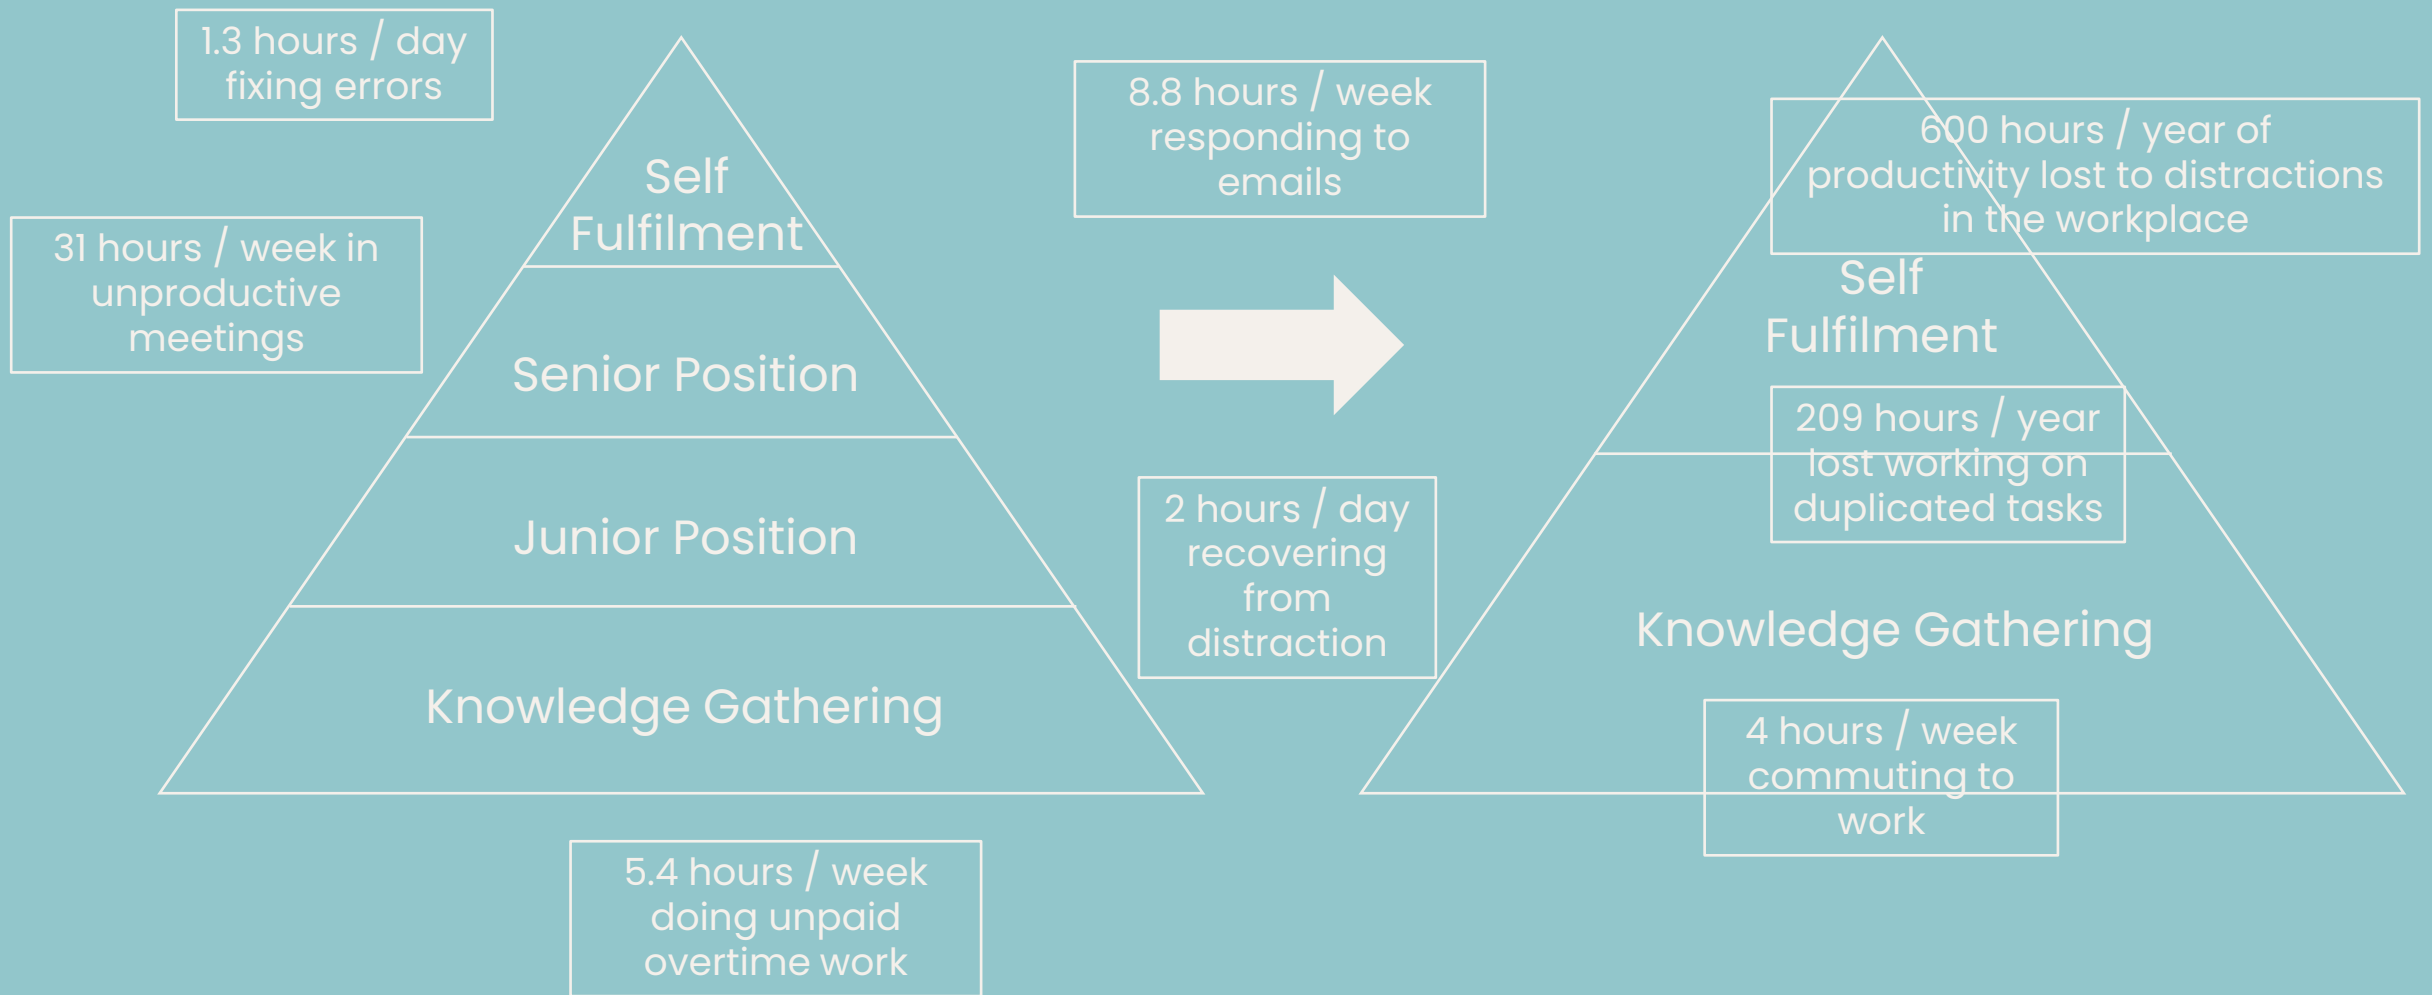 1.3 hours / day
fixing errors
31 hours / week in
unproductive
meetings
Self
Fulfilment
Senior Position
Junior Position
Knowledge Gathering
5.4 hours / week
doing unpaid
overtime work
8.8 hours / week
responding to
emails
2 hours / day
recovering
from
distraction
600 hours / year of
productivity lost to distractions
in the workplace
Self
Fulfilment
209 hours / year
lost working on
duplicated tasks
Knowledge Gathering
4 hours / week
commuting to
work